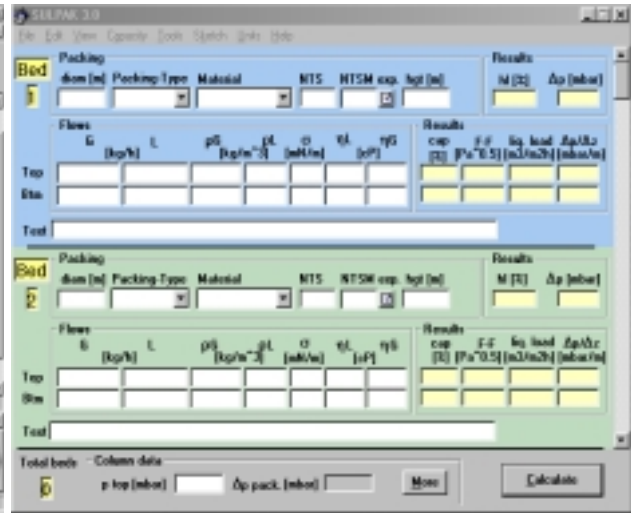 SULPAK 3.0
File Edit View Capacity Tools Sketch Units Help
Bed 1
Packing Results
diam [m] Packing-Type Material NTS NTSM exp. hgt [m] M [%] Δp [mbar]
Flows Results
G L ρG ρL σ ηL ηG cap F-F liq. load Δp/Δz
[kg/h] [kg/m^3] [mN/m] [cP] [%] [Pa^0.5] [m3/m2h] [mbar/m]
Top
Btm
Text
Bed 2
Packing Results
diam [m] Packing-Type Material NTS NTSM exp. hgt [m] M [%] Δp [mbar]
Flows Results
G L ρG ρL σ ηL ηG cap F-F liq. load Δp/Δz
[kg/h] [kg/m^3] [mN/m] [cP] [%] [Pa^0.5] [m3/m2h] [mbar/m]
Top
Btm
Text
Total beds Column data
0 p top [mbar] Δp pack. [mbar] More Calculate